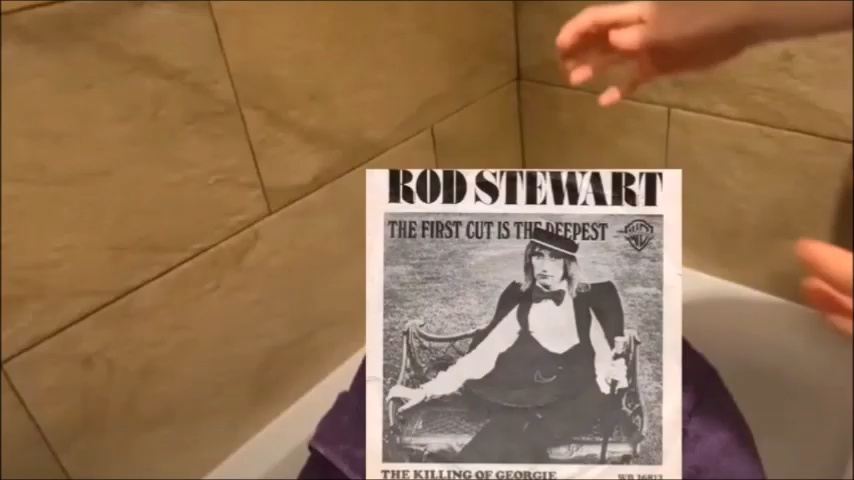 ROD STEWART
THE FIRST CUT IS THE DEEPEST
THE KILLING OF GEORGIE